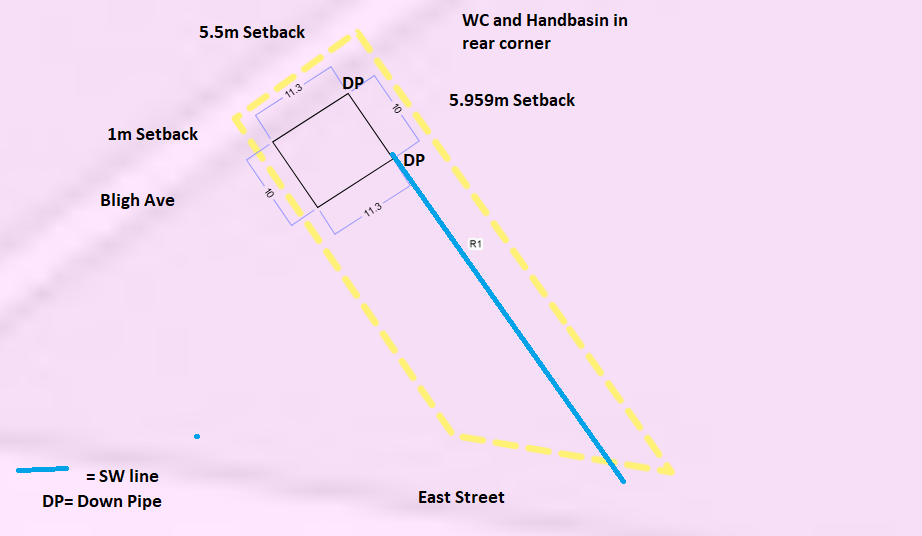 5.5m Setback
WC and Handbasin in
rear corner
DP
11.3
10
5.959m Setback
1m Setback
DP
Bligh Ave
10
11.3
R1
= SW line
DP= Down Pipe
East Street